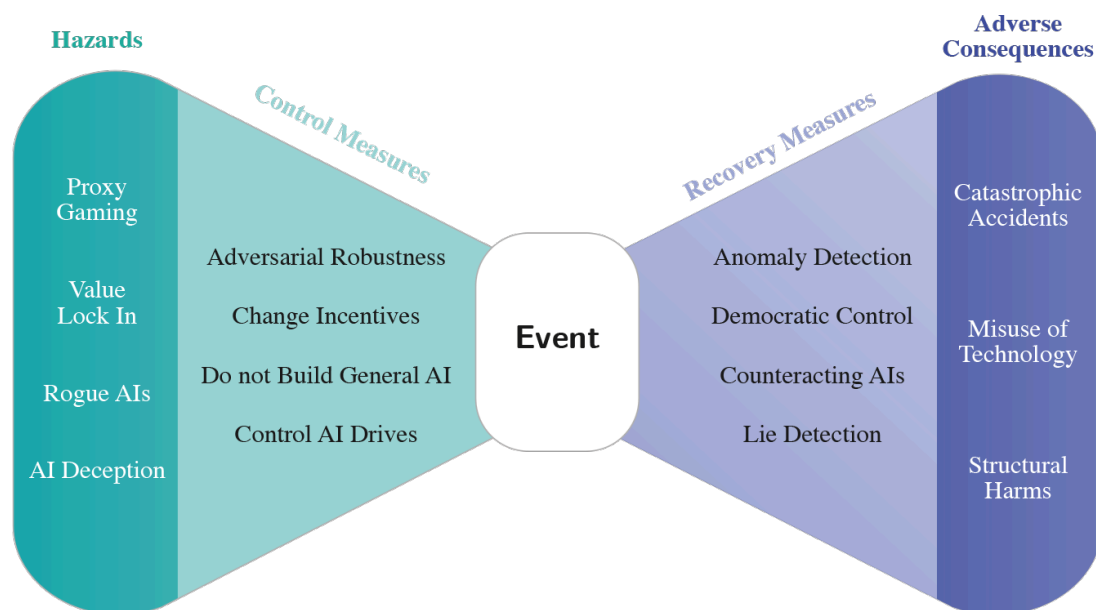 Hazards
Proxy
Gaming
Value
Lock In
Rogue AIs
AI Deception
Control Measures
Adversarial Robustness
Change Incentives
Do not Build General AI
Control AI Drives
Event
Recovery Measures
Anomaly Detection
Democratic Control
Counteracting AIs
Lie Detection
Adverse
Consequences
Catastrophic
Accidents
Misuse of
Technology
Structural
Harms